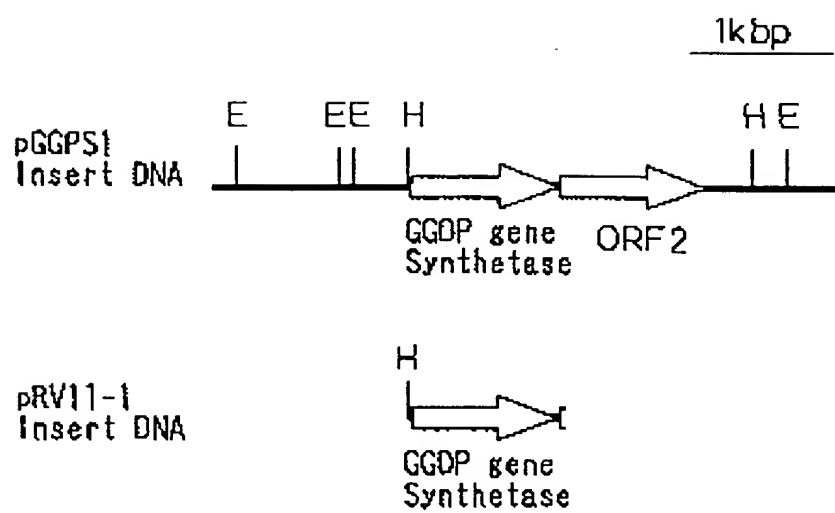 1kbp
E EE H H E
pGGPS1
Insert DNA
GGDP gene
Synthetase
ORF2
H
pRV11-1
Insert DNA
GGDP gene
Synthetase